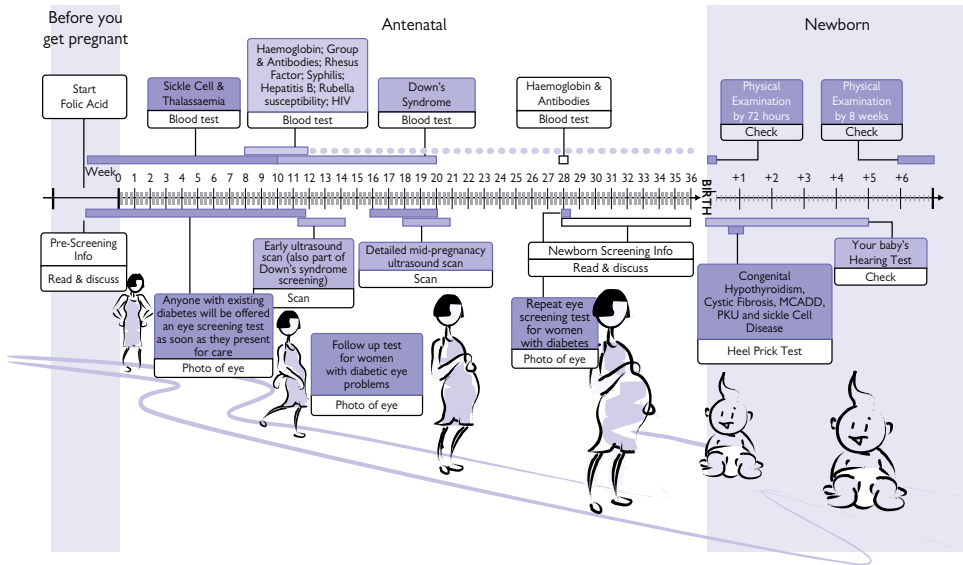 Before you
get pregnant
Antenatal
Newborn
Start
Folic Acid
Sickle Cell &
Thalassaemia
Blood test
Haemoglobin; Group
& Antibodies; Rhesus
Factor; Syphilis;
Hepatitis B; Rubella
susceptibility; HIV
Blood test
Down's
Syndrome
Blood test
Haemoglobin
& Antibodies
Blood test
Physical
Examination
by 72 hours
Check
Physical
Examination
by 8 weeks
Check
Week
0 1 2 3 4 5 6 7 8 9 10 11 12 13 14 15 16 17 18 19 20 21 22 23 24 25 26 27 28 29 30 31 32 33 34 35 36
BIRTH
+1 +2 +3 +4 +5 +6
Pre-Screening
Info
Read & discuss
Anyone with existing
diabetes will be offered
an eye screening test
as soon as they present
for care
Photo of eye
Early ultrasound
scan (also part of
Down's syndrome
screening)
Scan
Follow up test
for women
with diabetic eye
problems
Photo of eye
Detailed mid-pregnancy
ultrasound scan
Scan
Newborn Screening Info
Read & discuss
Repeat eye
screening test
for women
with diabetes
Photo of eye
Congenital
Hypothyroidism,
Cystic Fibrosis, MCADD,
PKU and sickle Cell
Disease
Heel Prick Test
Your baby's
Hearing Test
Check